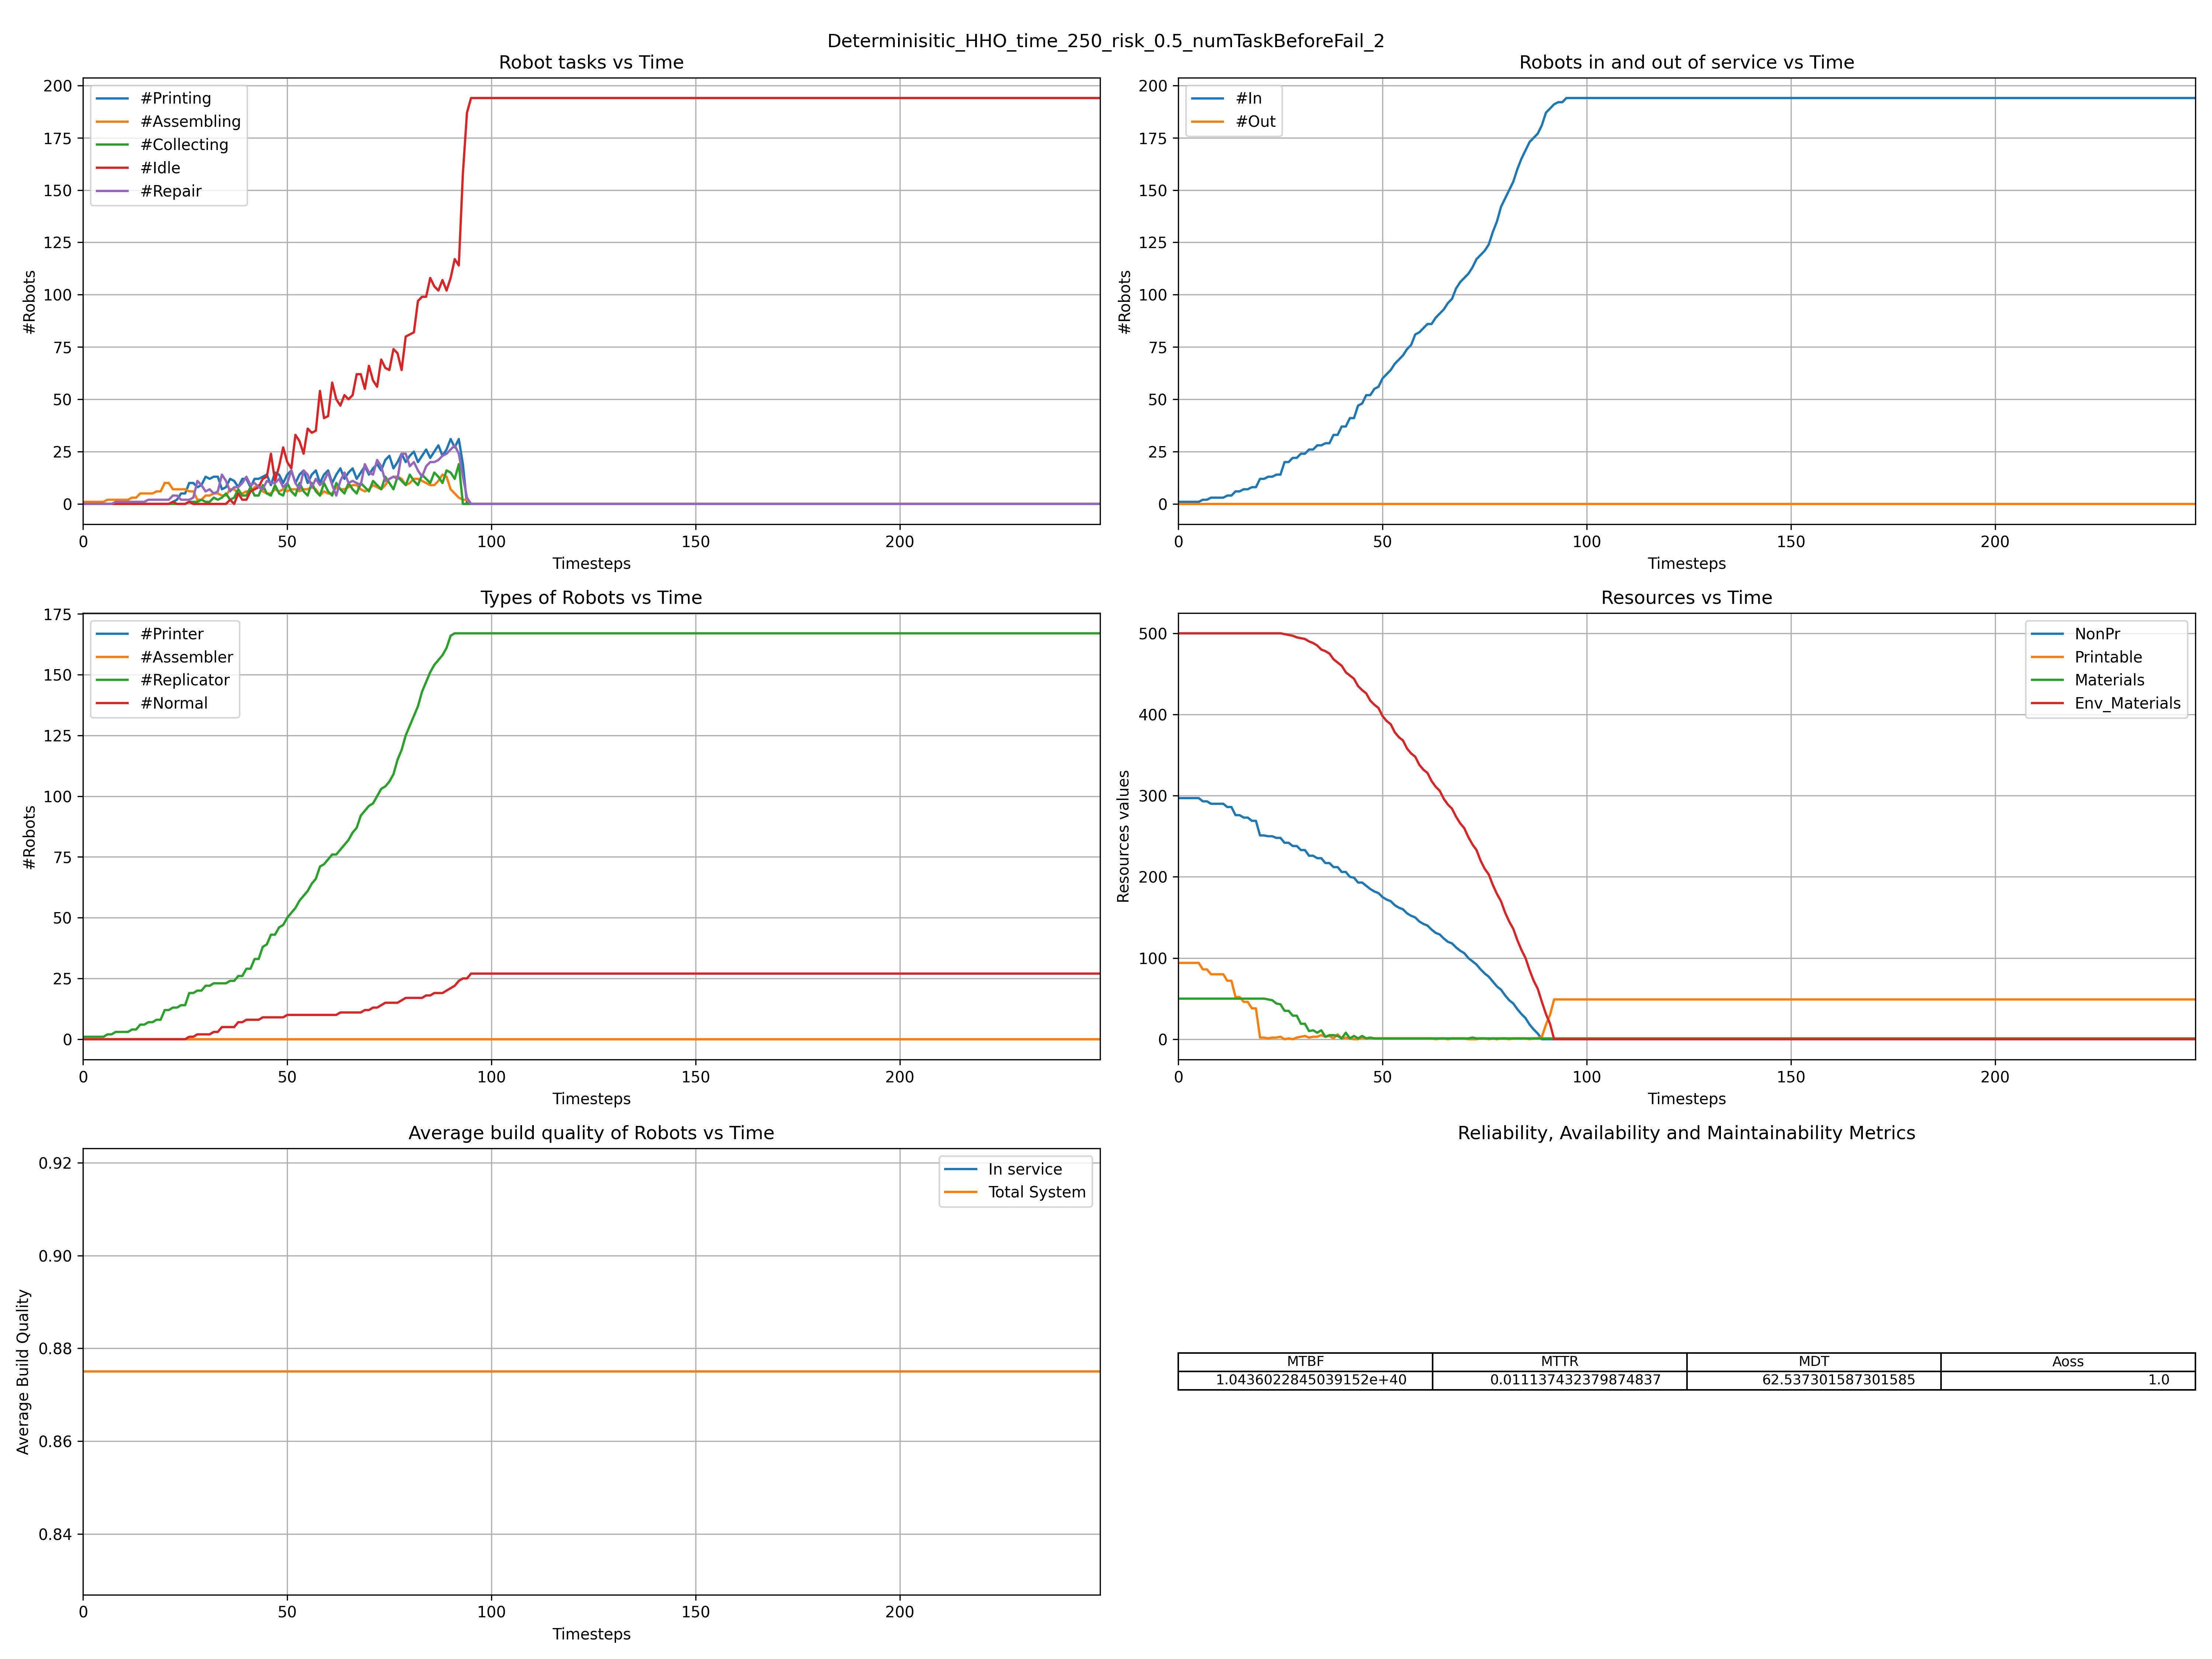 Determinisitic_HHO_time_250_risk_0.5_numTaskBeforeFail_2
Robot tasks vs Time
200
175
150
125
100
75
50
25
0
#Robots
#Printing
#Assembling
#Collecting
#Idle
#Repair
0 50 100 150 200
Timesteps
Robots in and out of service vs Time
200
175
150
125
100
75
50
25
0
#Robots
#In
#Out
0 50 100 150 200
Timesteps
Types of Robots vs Time
175
150
125
100
75
50
25
0
#Robots
#Printer
#Assembler
#Replicator
#Normal
0 50 100 150 200
Timesteps
Resources vs Time
500
400
300
200
100
0
Resources values
NonPr
Printable
Materials
Env_Materials
0 50 100 150 200
Timesteps
Average build quality of Robots vs Time
0.92
0.90
0.88
0.86
0.84
Average Build Quality
In service
Total System
0 50 100 150 200
Timesteps
Reliability, Availability and Maintainability Metrics
MTBF MTTR MDT Aoss
1.0436022845039152e+40 0.011137432379874837 62.537301587301585 1.0